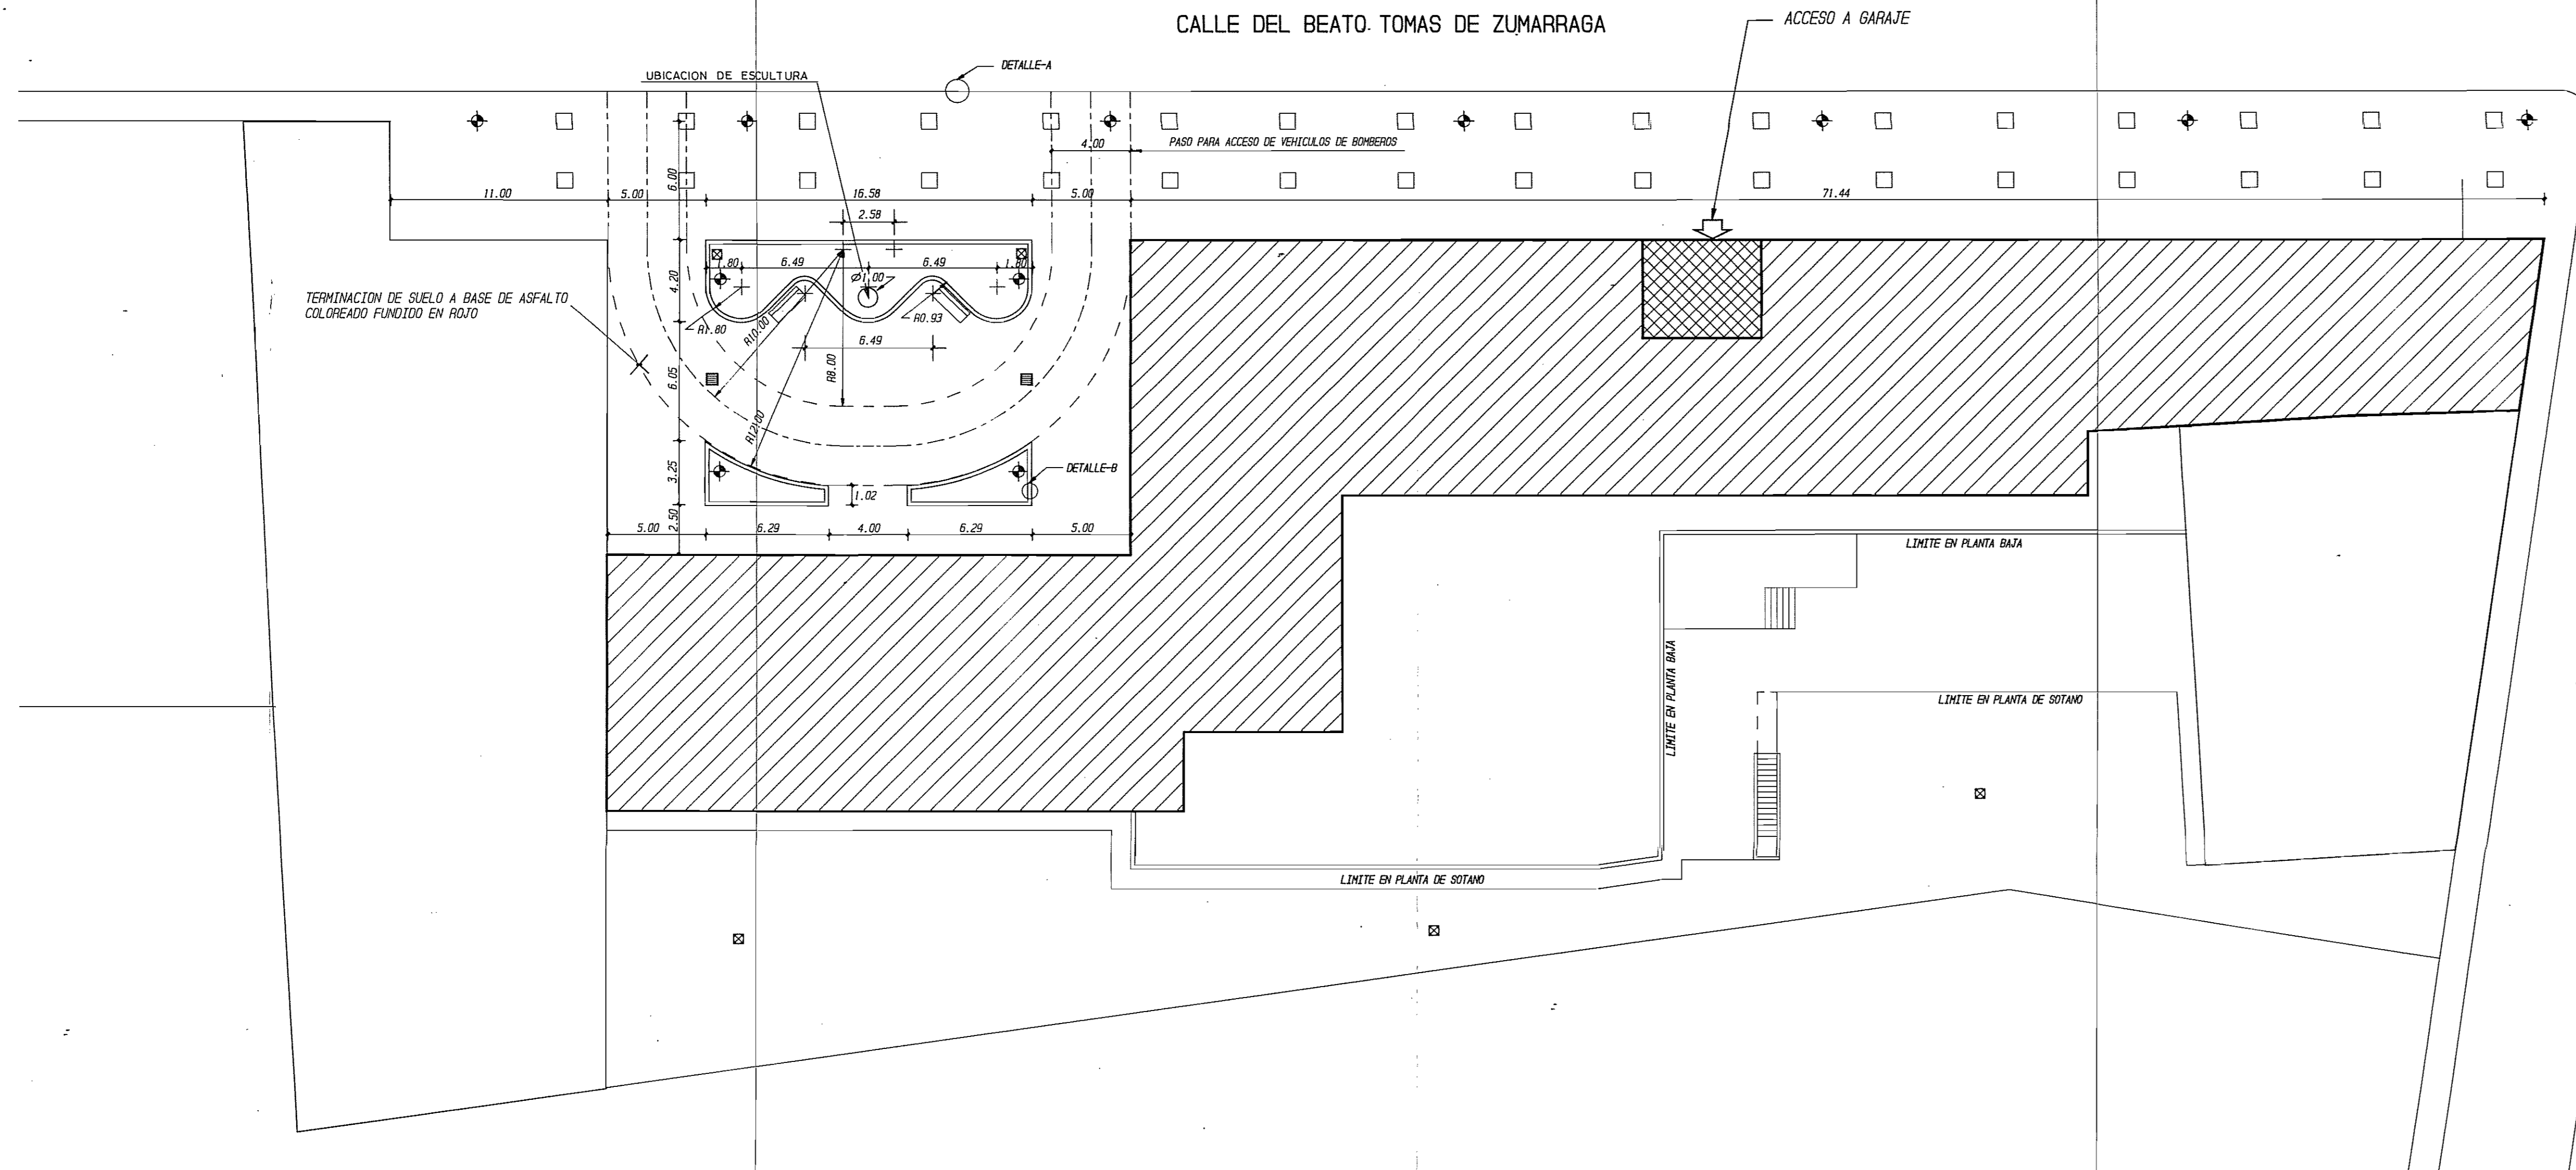 CALLE DEL BEATO TOMAS DE ZUMARRAGA
ACCESO A GARAJE
DETALLE-A
UBICACION DE ESCULTURA
4.00
PASO PARA ACCESO DE VEHICULOS DE BOMBEROS
6.00
11.00
5.00
16.58
5.00
71.44
2.58
1.80
6.49
6.49
1.80
Ø1.00
4.20
TERMINACION DE SUELO A BASE DE ASFALTO
COLOREADO FUNDIDO EN ROJO
R1.80
R10.00
R0.93
6.49
R8.00
6.05
R12.00
3.25
DETALLE-B
1.02
2.50
5.00
6.29
4.00
6.29
5.00
LIMITE EN PLANTA BAJA
LIMITE EN PLANTA BAJA
LIMITE EN PLANTA DE SOTANO
LIMITE EN PLANTA DE SOTANO